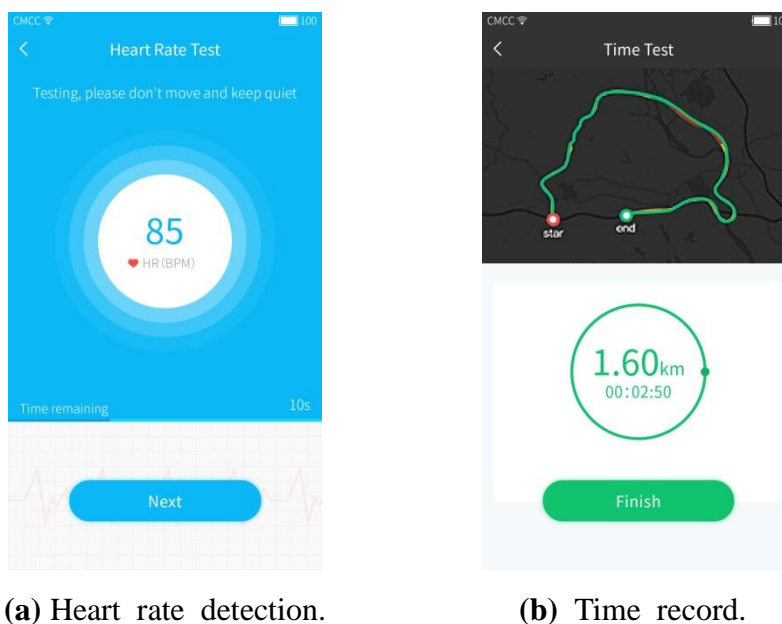 CMCC 100
Heart Rate Test
Testing, please don't move and keep quiet
85
HR (BPM)
Time remaining 10s
Next
(a) Heart rate detection.
CMCC 10
Time Test
star end
1.60km
00:02:50
Finish
(b) Time record.